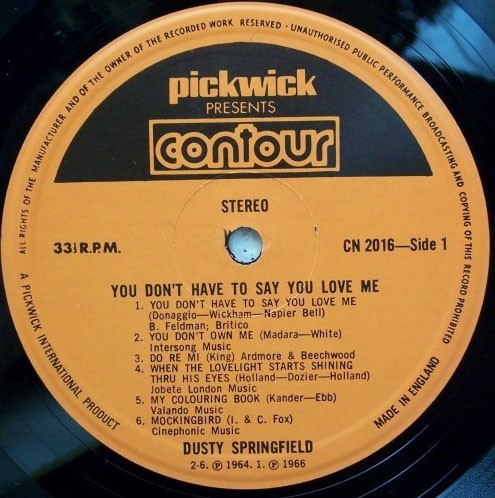 ALL RIGHTS OF THE MANUFACTURER AND OF THE OWNER OF THE RECORDED WORK RESERVED · UNAUTHORISED PUBLIC PERFORMANCE BROADCASTING AND COPYING OF THIS RECORD PROHIBITED
pickwick
PRESENTS
contour
STEREO
33⅓ R.P.M.
CN 2016—Side 1
YOU DON'T HAVE TO SAY YOU LOVE ME
1. YOU DON'T HAVE TO SAY YOU LOVE ME
(Donaggio—Wickham—Napier Bell)
B. Feldman; Britico
2. YOU DON'T OWN ME (Madara—White)
Intersong Music
3. DO RE MI (King) Ardmore & Beechwood
4. WHEN THE LOVELIGHT STARTS SHINING
THRU HIS EYES (Holland—Dozier—Holland)
Jobete London Music
5. MY COLOURING BOOK (Kander—Ebb)
Valando Music
6. MOCKINGBIRD (I. & C. Fox)
Cinephonic Music
DUSTY SPRINGFIELD
2-6. ℗ 1964. 1. ℗ 1966
A PICKWICK INTERNATIONAL PRODUCT
MADE IN ENGLAND